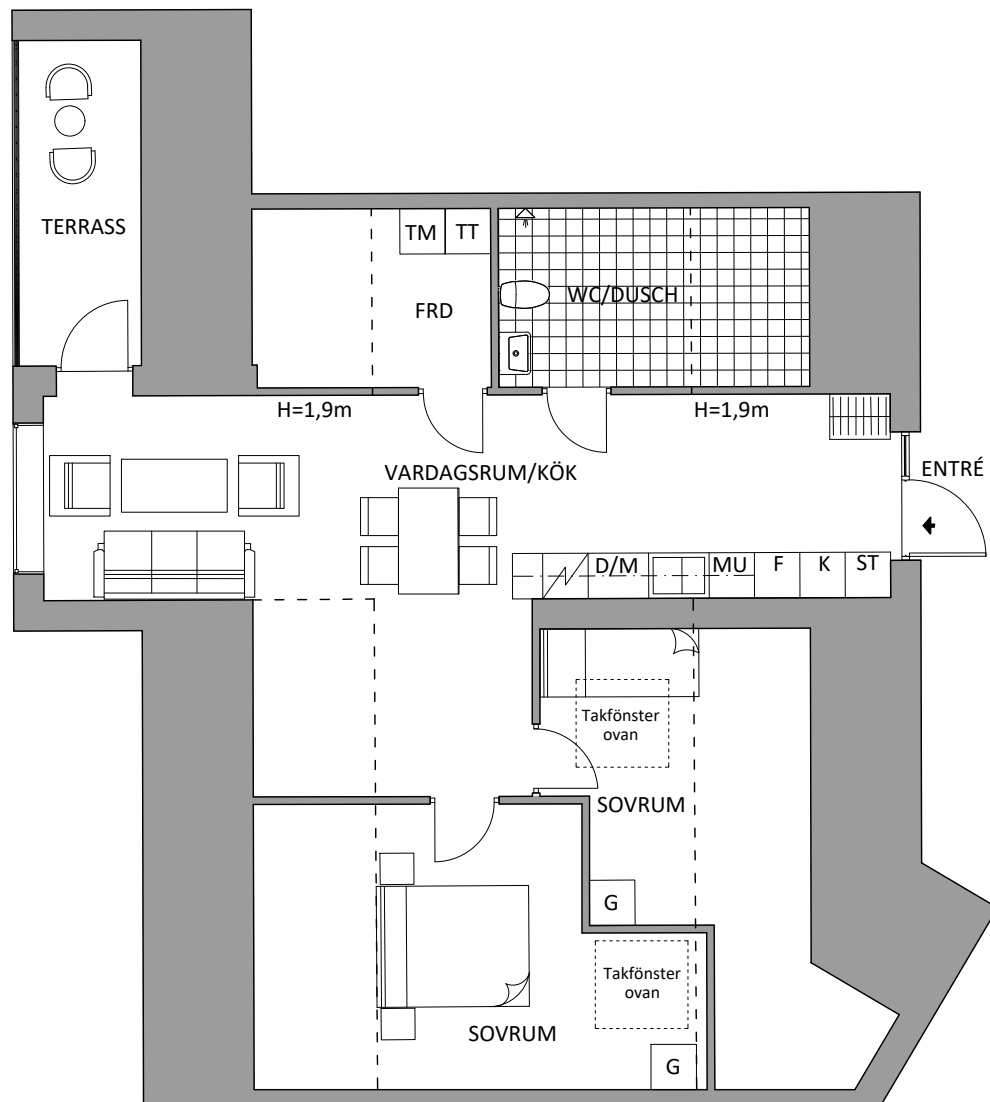 TERRASS
TM
TT
FRD
WC/DUSCH
H=1,9m
H=1,9m
VARDAGSRUM/KÖK
ENTRÉ
D/M
MU
F
K
ST
Takfönster
ovan
SOVRUM
G
Takfönster
ovan
SOVRUM
G